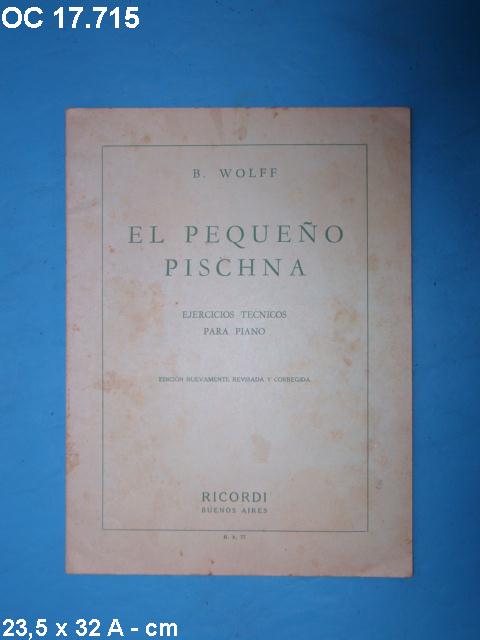 OC 17.715
B. WOLFF
EL PEQUEÑO
PISCHNA
EJERCICIOS TECNICOS
PARA PIANO
EDICIÓN NUEVAMENTE REVISADA Y CORREGIDA
RICORDI
BUENOS AIRES
23,5 x 32 A - cm